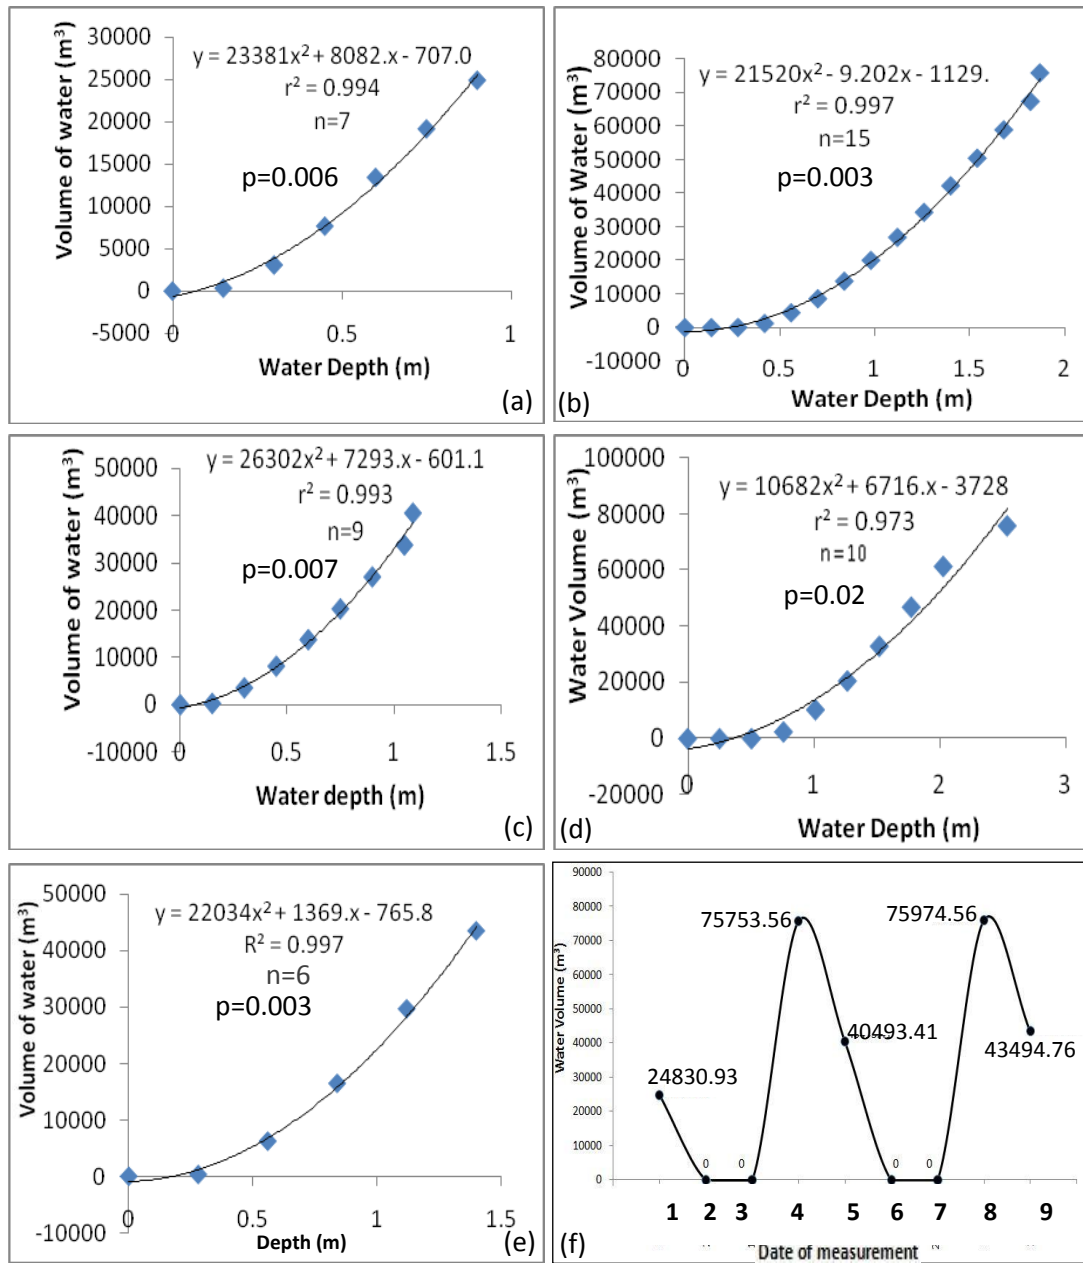 30000
25000
20000
15000
10000
5000
0
-5000
Volume of water (m³)
y = 23381x² + 8082.x - 707.0
r² = 0.994
n=7
p=0.006
0
0.5
1
Water Depth (m)
(a)
80000
70000
60000
50000
40000
30000
20000
10000
0
-10000
Volume of Water (m³)
y = 21520x² - 9.202x - 1129.
r² = 0.997
n=15
p=0.003
0
0.5
1
1.5
2
Water Depth (m)
(b)
50000
40000
30000
20000
10000
0
-10000
Volume of water (m³)
y = 26302x² + 7293.x - 601.1
r² = 0.993
n=9
p=0.007
0
0.5
1
1.5
Water depth (m)
(c)
100000
80000
60000
40000
20000
0
-20000
Water Volume (m³)
y = 10682x² + 6716.x - 3728
r² = 0.973
n=10
p=0.02
0
1
2
3
Water Depth (m)
(d)
50000
40000
30000
20000
10000
0
-10000
Volume of water (m³)
y = 22034x² + 1369.x - 765.8
R² = 0.997
n=6
p=0.003
0
0.5
1
1.5
Depth (m)
(e)
90000
80000
70000
60000
50000
40000
30000
20000
10000
0
Water Volume (m³)
75753.56
75974.56
40493.41
43494.76
24830.93
0 0 0 0
1 2 3 4 5 6 7 8 9
Date of measurement
(f)